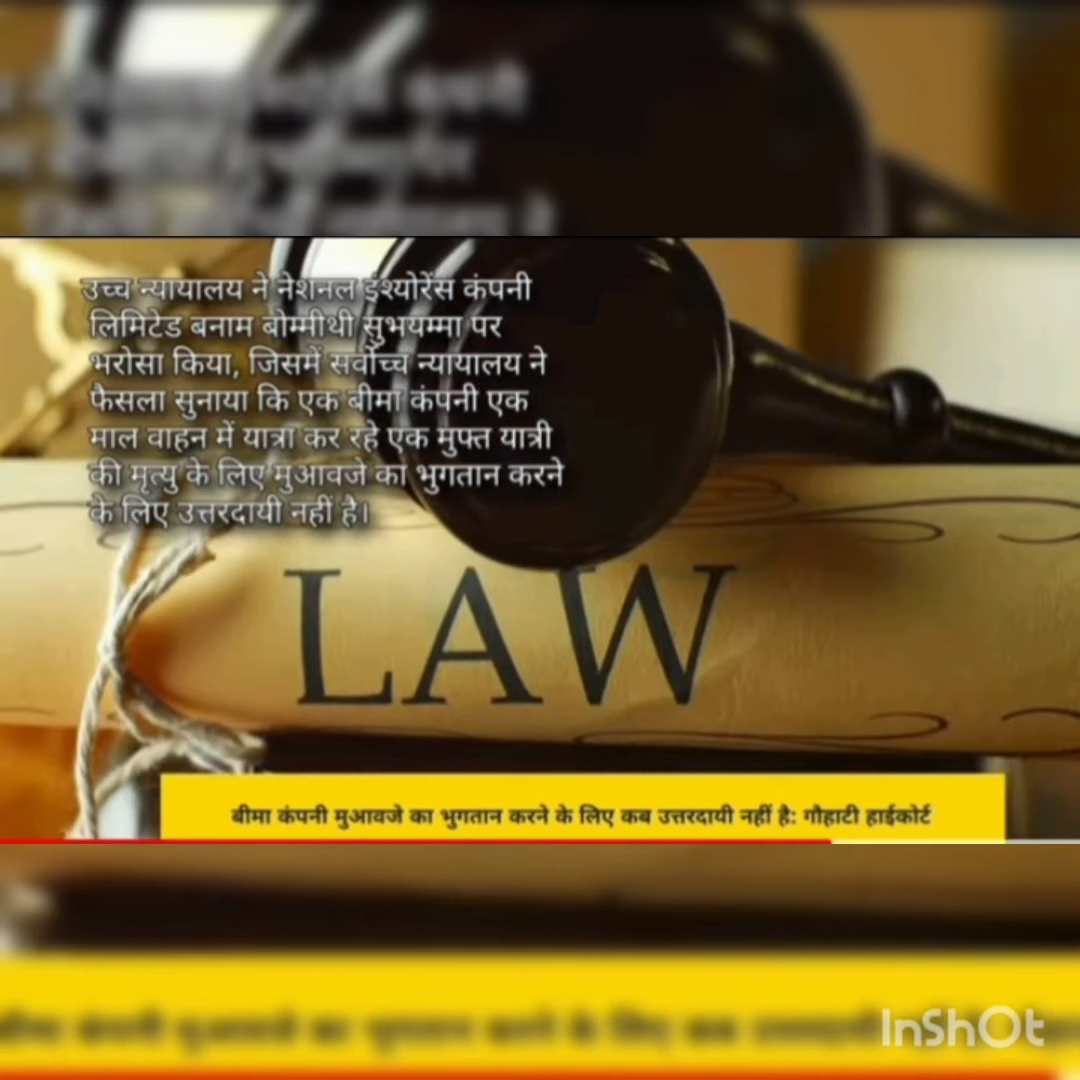 उच्च न्यायालय ने नेशनल इंश्योरेंस कंपनी
लिमिटेड बनाम बोम्मीथी सुभयम्मा पर
भरोसा किया, जिसमें सर्वोच्च न्यायालय ने
फैसला सुनाया कि एक बीमा कंपनी एक
माल वाहन में यात्रा कर रहे एक मुफ्त यात्री
की मृत्यु के लिए मुआवजे का भुगतान करने
के लिए उत्तरदायी नहीं है।
LAW
बीमा कंपनी मुआवजे का भुगतान करने के लिए कब उत्तरदायी नहीं है: गौहाटी हाईकोर्ट
InShOt